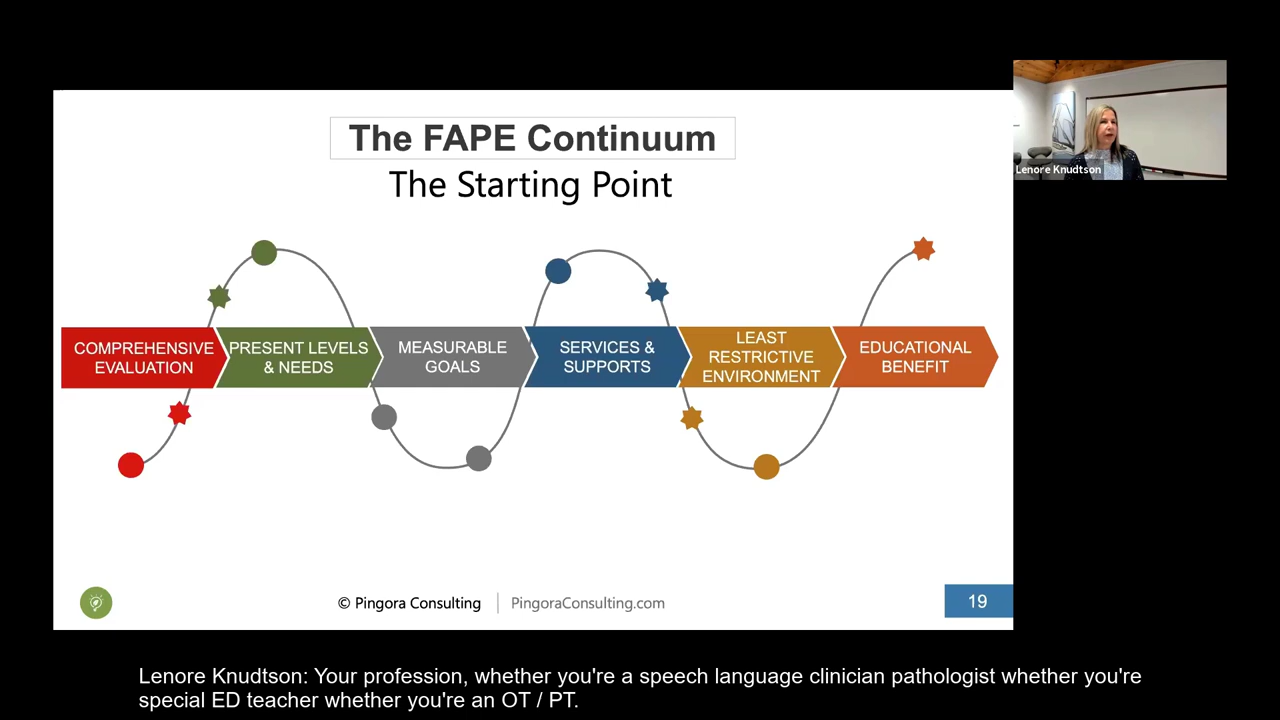 The FAPE Continuum
The Starting Point
Lenore Knudtson
COMPREHENSIVE
EVALUATION
PRESENT LEVELS
& NEEDS
MEASURABLE
GOALS
SERVICES &
SUPPORTS
LEAST
RESTRICTIVE
ENVIRONMENT
EDUCATIONAL
BENEFIT
© Pingora Consulting
PingoraConsulting.com
19
Lenore Knudtson: Your profession, whether you're a speech language clinician pathologist whether you're
special ED teacher whether you're an OT / PT.